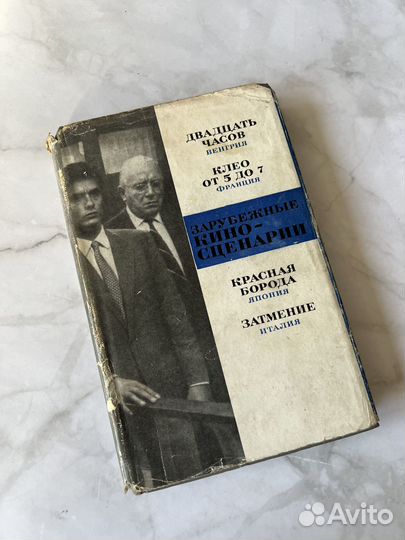 ДВАДЦАТЬ
ЧАСОВ
ВЕНГРИЯ
КЛЕО
ОТ 5 ДО 7
ФРАНЦИЯ
ЗАРУБЕЖНЫЕ
КИНО-
СЦЕНАРИИ
КРАСНАЯ
БОРОДА
ЯПОНИЯ
ЗАТМЕНИЕ
ИТАЛИЯ
Avito